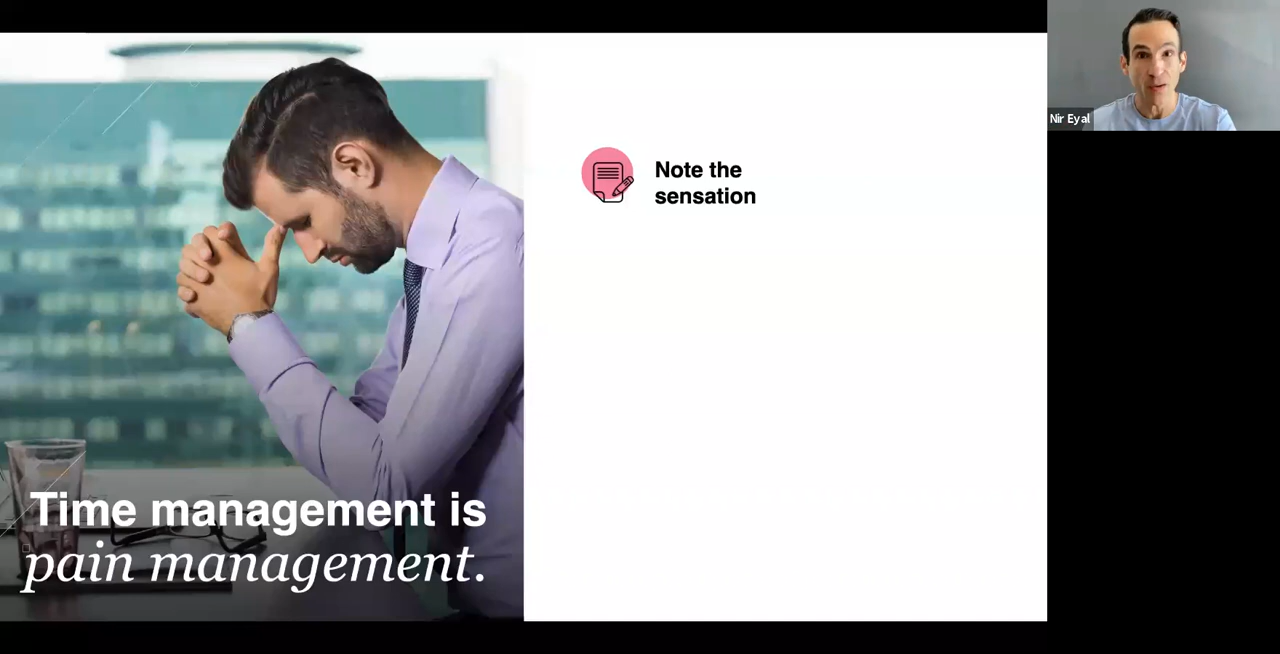 Time management is
pain management.
Note the
sensation
Nir Eyal